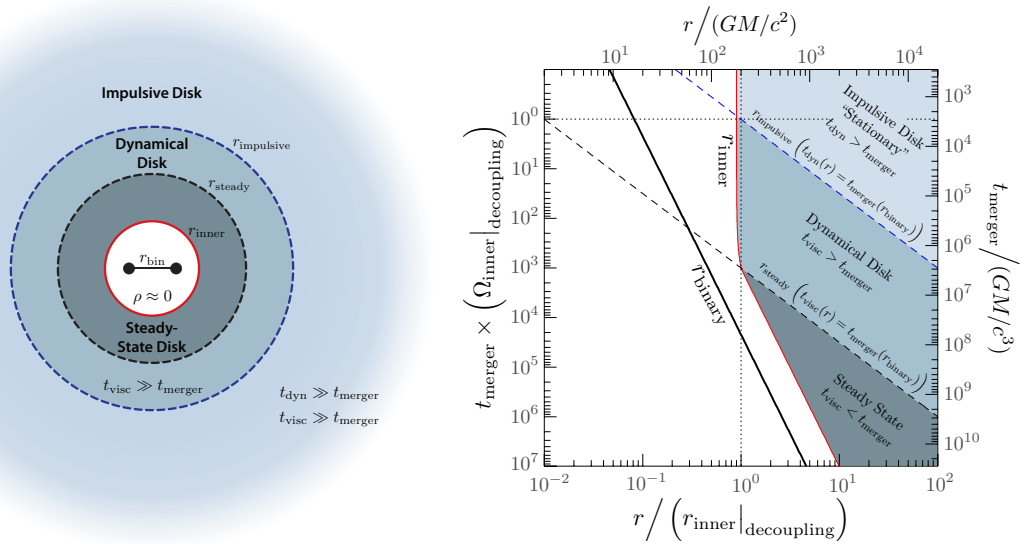 Impulsive Disk
Dynamical
Disk
r_impulsive
r_steady
r_inner
r_bin
ρ ≈ 0
Steady-
State Disk
t_visc ≫ t_merger
t_dyn ≫ t_merger
t_visc ≫ t_merger
r/(GM/c²)
10¹ 10² 10³ 10⁴
t_merger × (Ω_inner|_decoupling)
10⁰
10¹
10²
10³
10⁴
10⁵
10⁶
10⁷
r_inner
r_binary
Impulsive Disk
"Stationary"
t_dyn > t_merger
r_impulsive (t_dyn(r) = t_merger(r_binary))
Dynamical Disk
t_visc > t_merger
r_steady (t_visc(r) = t_merger(r_binary))
Steady State
t_visc < t_merger
10³
10⁴
10⁵
10⁶
10⁷
10⁸
10⁹
10¹⁰
t_merger/(GM/c³)
10⁻² 10⁻¹ 10⁰ 10¹ 10²
r/(r_inner|_decoupling)